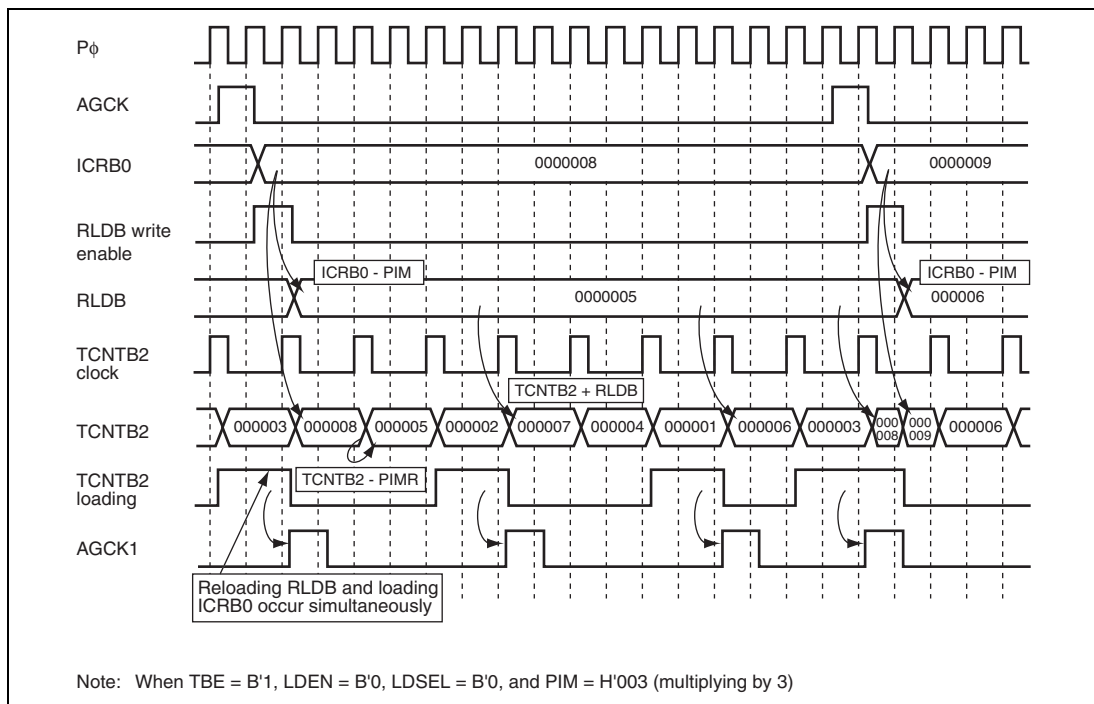 Pϕ
AGCK
ICRB0
0000008
0000009
RLDB write
enable
ICRB0 - PIM
ICRB0 - PIM
RLDB
0000005
000006
TCNTB2
clock
TCNTB2 + RLDB
TCNTB2
000003
000008
000005
000002
000007
000004
000001
000006
000003
000
008
000
009
000006
TCNTB2
loading
TCNTB2 - PIMR
AGCK1
Reloading RLDB and loading
ICRB0 occur simultaneously
Note: When TBE = B'1, LDEN = B'0, LDSEL = B'0, and PIM = H'003 (multiplying by 3)